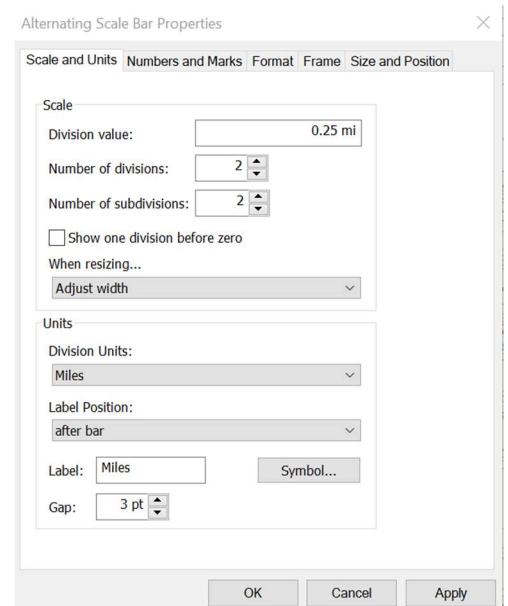 Alternating Scale Bar Properties
Scale and Units Numbers and Marks Format Frame Size and Position
Scale
Division value: 0.25 mi
Number of divisions: 2
Number of subdivisions: 2
Show one division before zero
When resizing...
Adjust width
Units
Division Units:
Miles
Label Position:
after bar
Label: Miles Symbol...
Gap: 3 pt
OK Cancel Apply